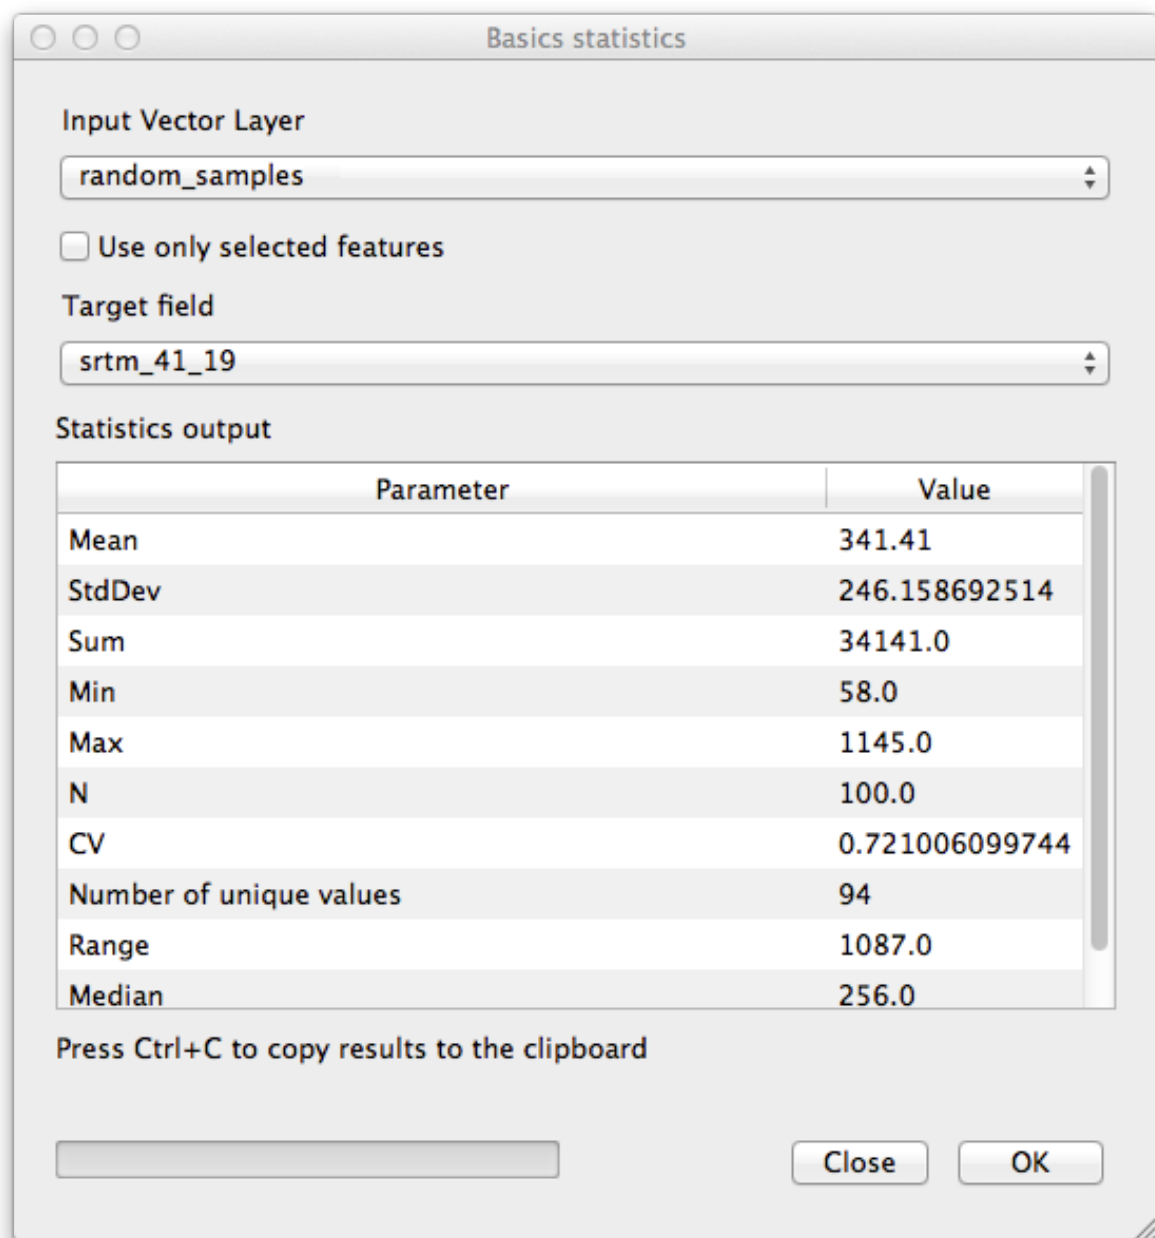 Basics statistics
Input Vector Layer
random_samples
Use only selected features
Target field
srtm_41_19
Statistics output
Parameter Value
Mean 341.41
StdDev 246.158692514
Sum 34141.0
Min 58.0
Max 1145.0
N 100.0
CV 0.721006099744
Number of unique values 94
Range 1087.0
Median 256.0
Press Ctrl+C to copy results to the clipboard
Close OK